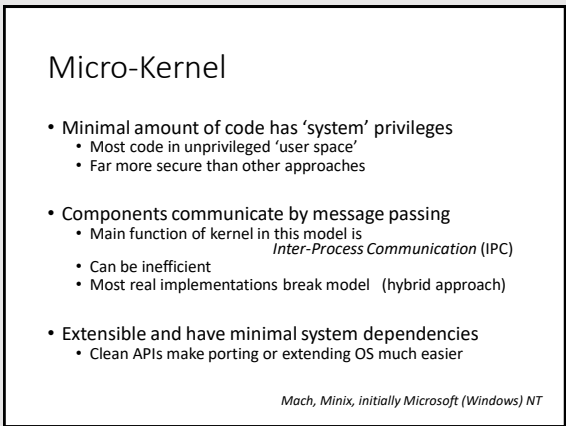 Micro-Kernel
• Minimal amount of code has ‘system’ privileges
• Most code in unprivileged ‘user space’
• Far more secure than other approaches
• Components communicate by message passing
• Main function of kernel in this model is
Inter-Process Communication (IPC)
• Can be inefficient
• Most real implementations break model (hybrid approach)
• Extensible and have minimal system dependencies
• Clean APIs make porting or extending OS much easier
Mach, Minix, initially Microsoft (Windows) NT